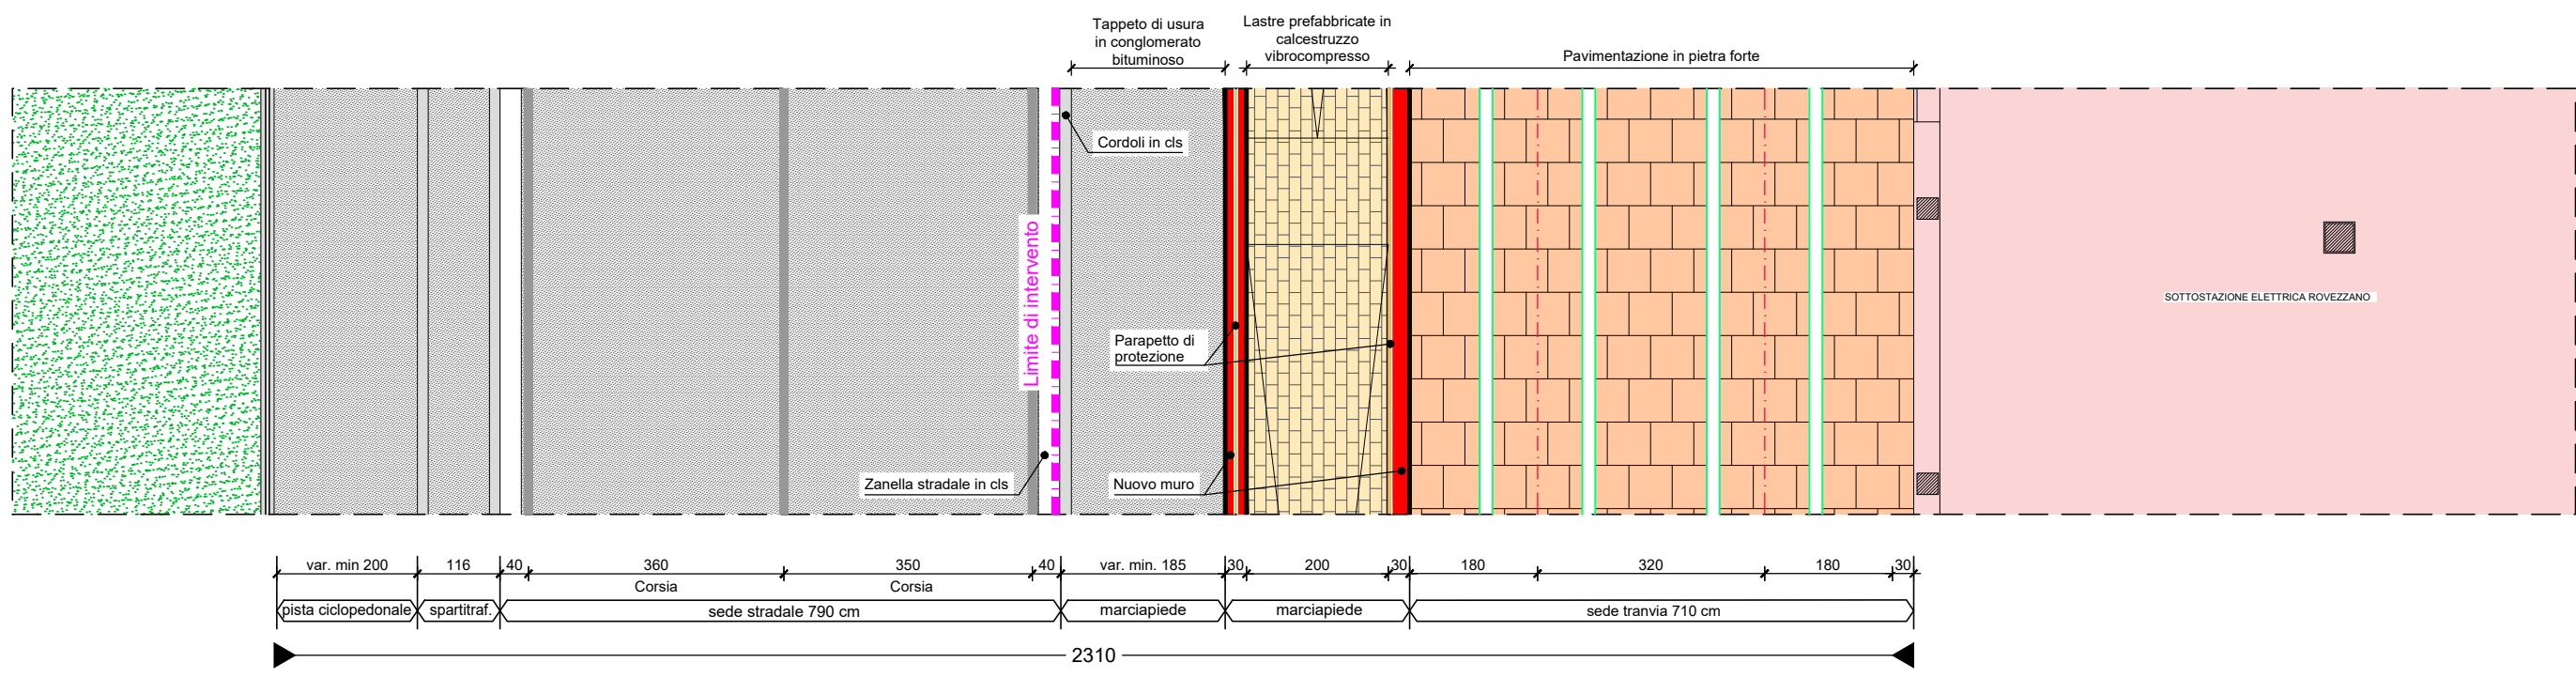 Tappeto di usura
in conglomerato
bituminoso
Lastre prefabbricate in
calcestruzzo
vibrocompresso
Pavimentazione in pietra forte
Cordoli in cls
Limite di intervento
SOTTOSTAZIONE ELETTRICA ROVEZZANO
Parapetto di
protezione
Zanella stradale in cls
Nuovo muro
var. min 200
116
40
360
350
40
var. min. 185
30
200
30
180
320
180
30
Corsia
Corsia
pista ciclopedonale
spartitraf.
sede stradale 790 cm
marciapiede
marciapiede
sede tranvia 710 cm
2310